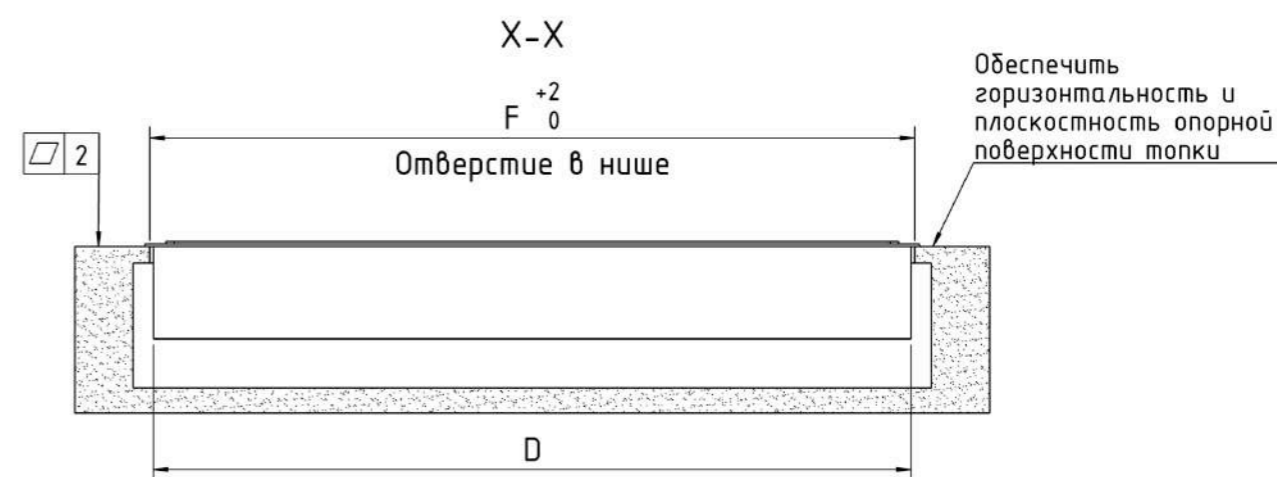 X-X
F +2 0
Отверстие в нише
2
Обеспечить
горизонтальность и
плоскостность опорной
поверхности топки
D